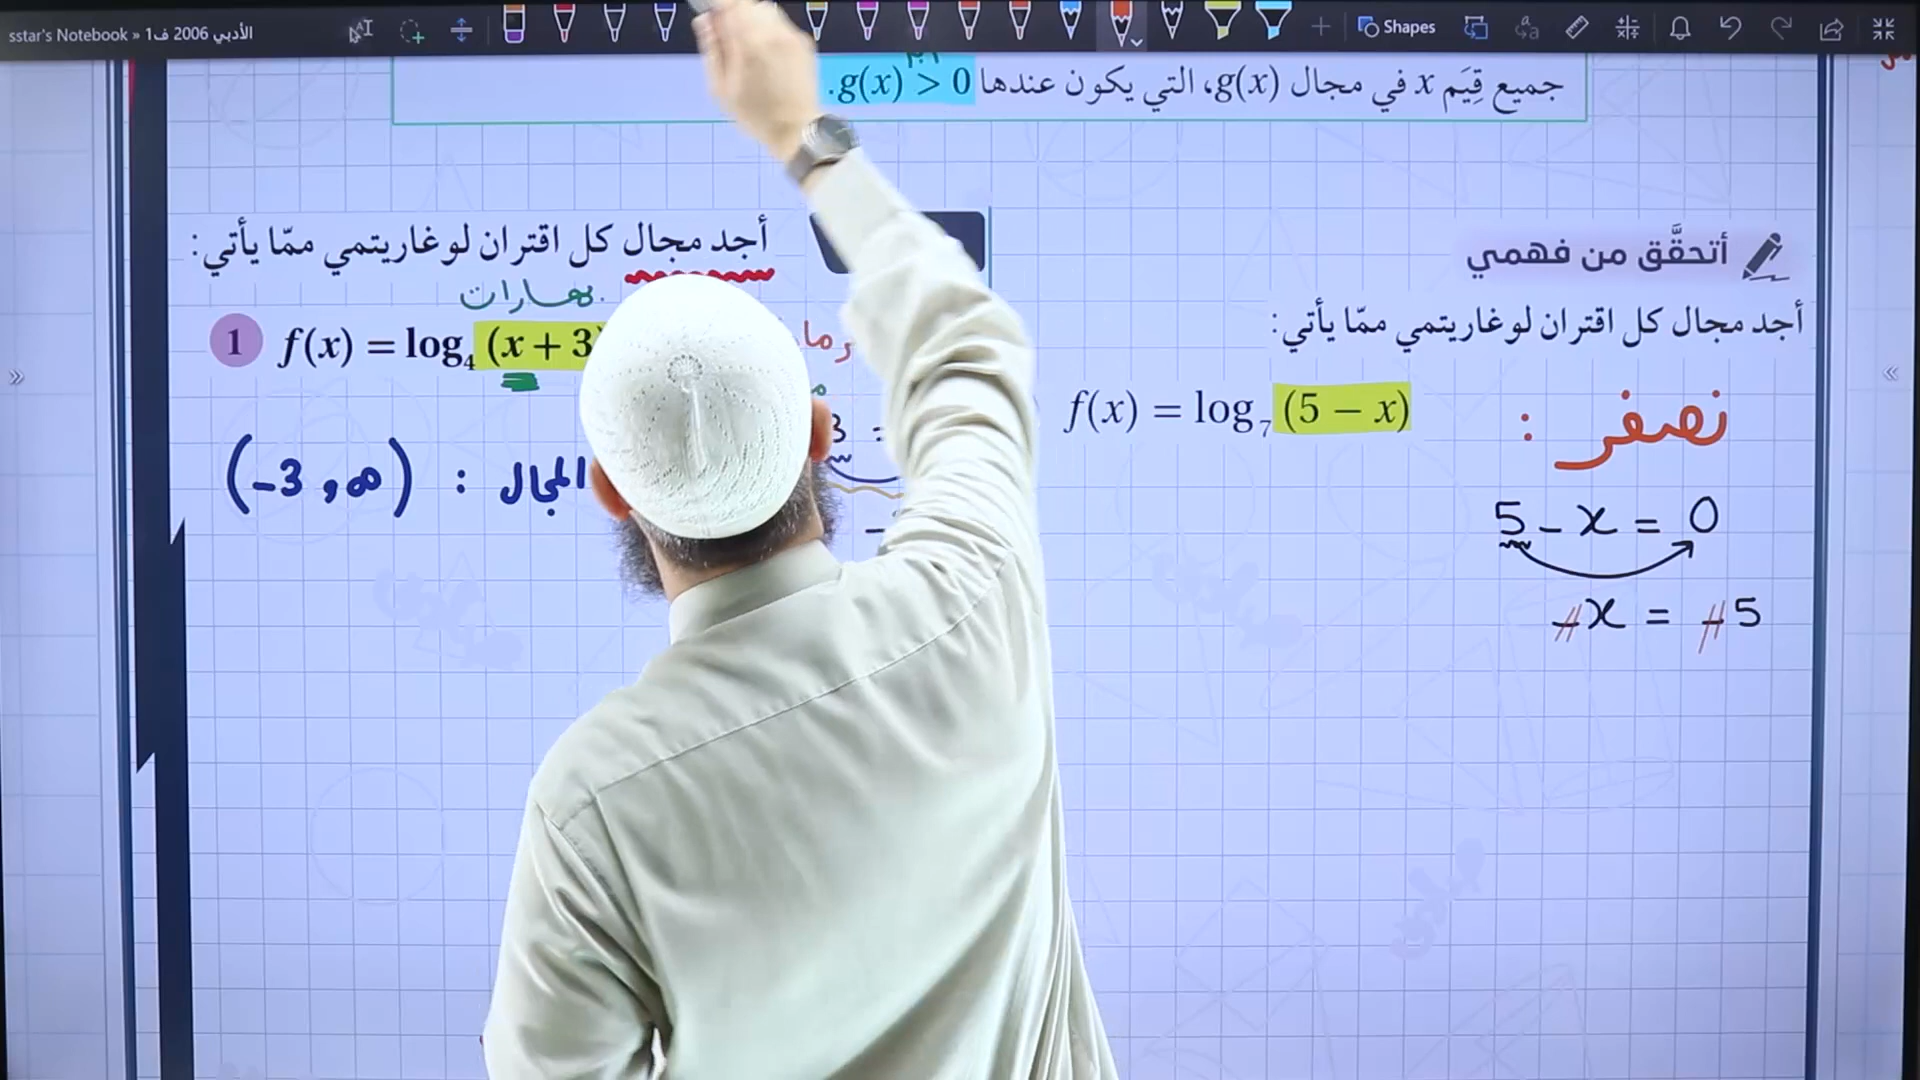 sstar's Notebook » الأدبي 2006 ف1
Shapes
جميع قِيَم x في مجال g(x)، التي يكون عندها g(x) > 0.
أتحقَّق من فهمي
أجد مجال كل اقتران لوغاريتمي ممّا يأتي:
f(x) = log₇ (5 − x)
نصفر :
5 − x = 0
−x = −5
أجد مجال كل اقتران لوغاريتمي ممّا يأتي:
بهارات
1 f(x) = log₄ (x + 3)
المجال : (−3 , ∞)